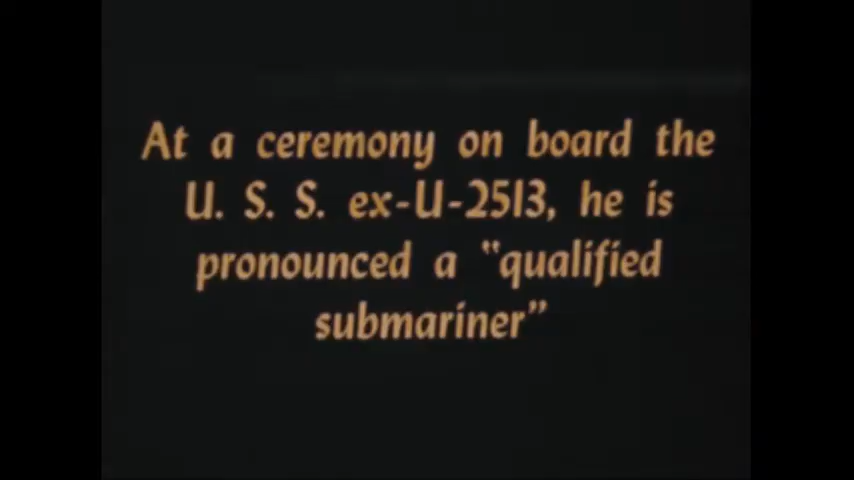 At a ceremony on board the
U. S. S. ex-U-2513, he is
pronounced a "qualified
submariner"